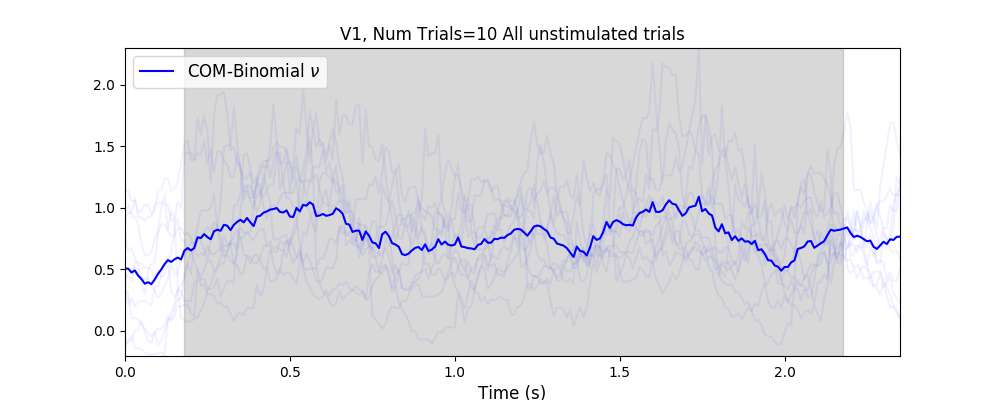 V1, Num Trials=10 All unstimulated trials
COM-Binomial ν
2.0
1.5
1.0
0.5
0.0
0.0 0.5 1.0 1.5 2.0
Time (s)